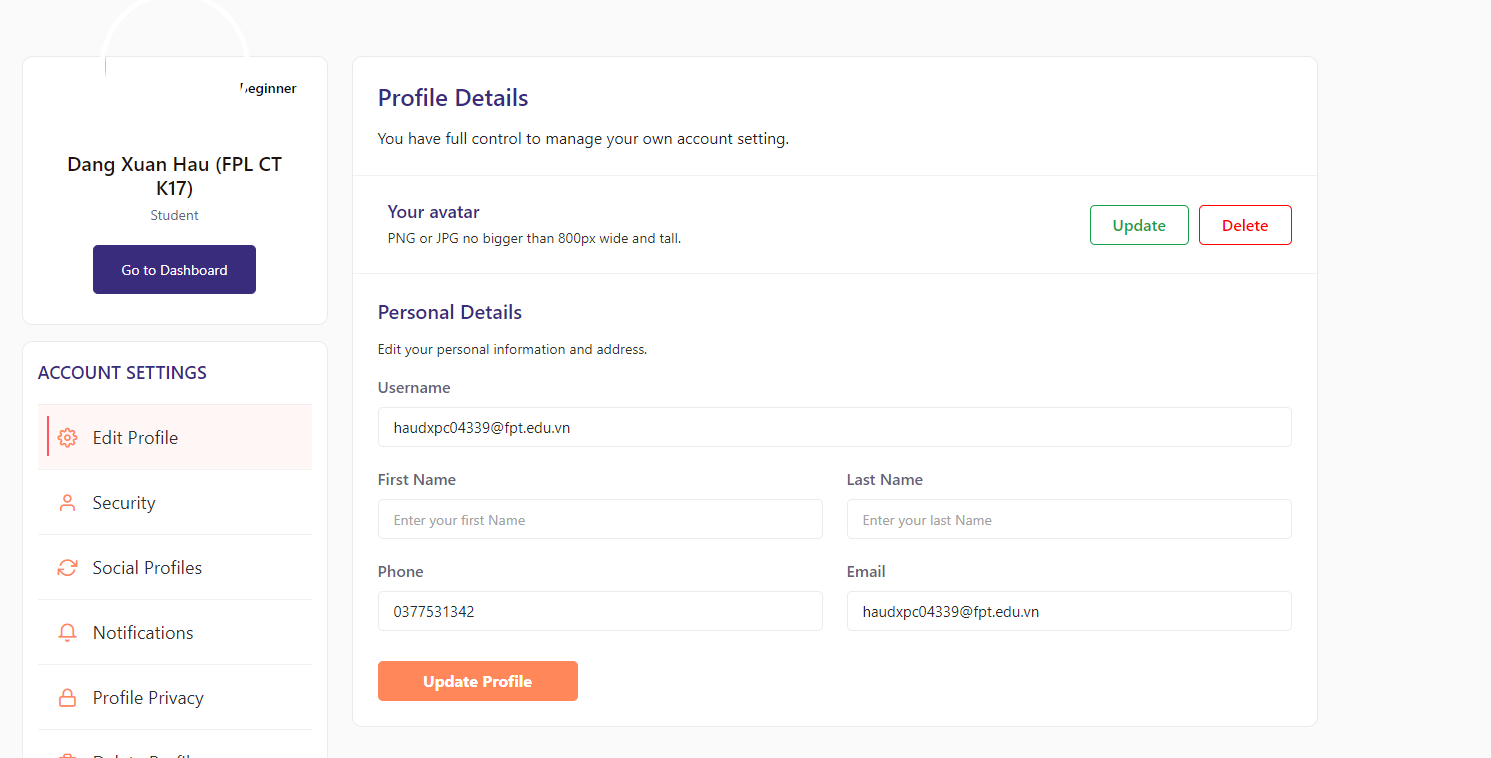 eginner
Dang Xuan Hau (FPL CT
K17)
Student
Go to Dashboard
ACCOUNT SETTINGS
Edit Profile
Security
Social Profiles
Notifications
Profile Privacy
Profile Details
You have full control to manage your own account setting.
Your avatar
PNG or JPG no bigger than 800px wide and tall.
Update
Delete
Personal Details
Edit your personal information and address.
Username
haudxpc04339@fpt.edu.vn
First Name
Last Name
Enter your first Name
Enter your last Name
Phone
Email
0377531342
haudxpc04339@fpt.edu.vn
Update Profile